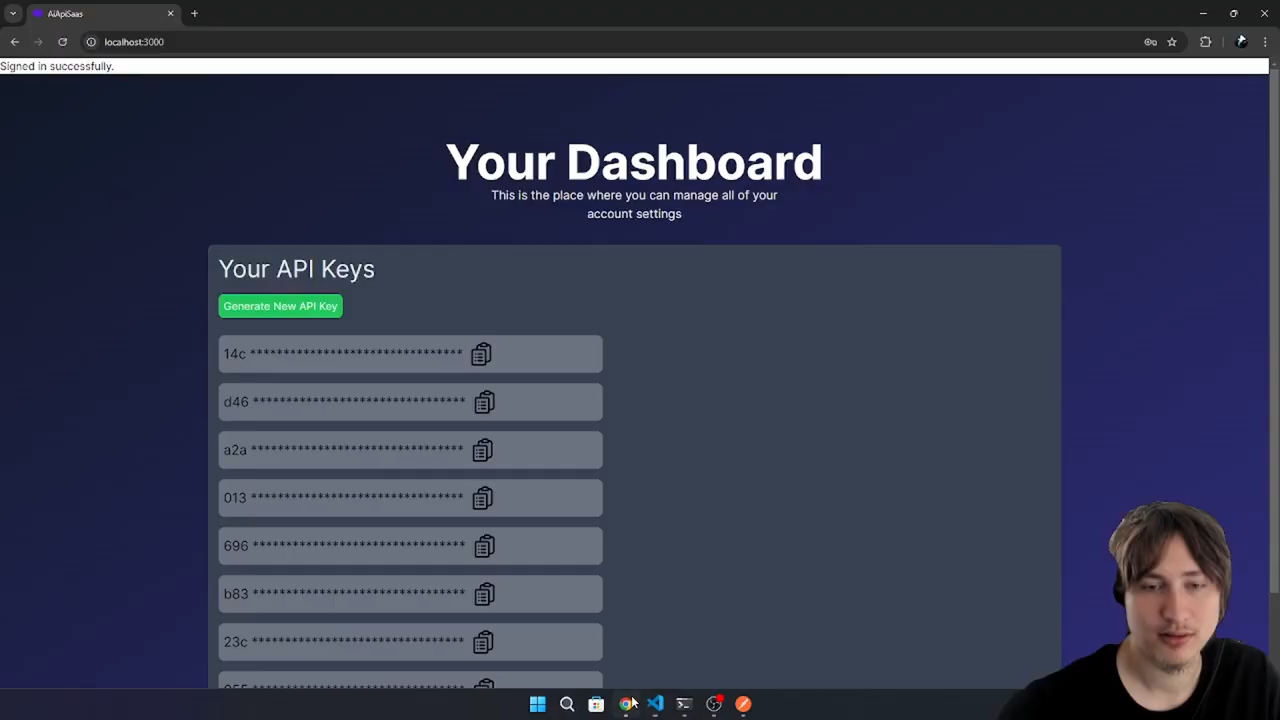 AiApiSaas
localhost:3000
Signed in successfully.
Your Dashboard
This is the place where you can manage all of your
account settings
Your API Keys
Generate New API Key
14c ********************************
d46 ********************************
a2a ********************************
013 ********************************
696 ********************************
b83 ********************************
23c ********************************